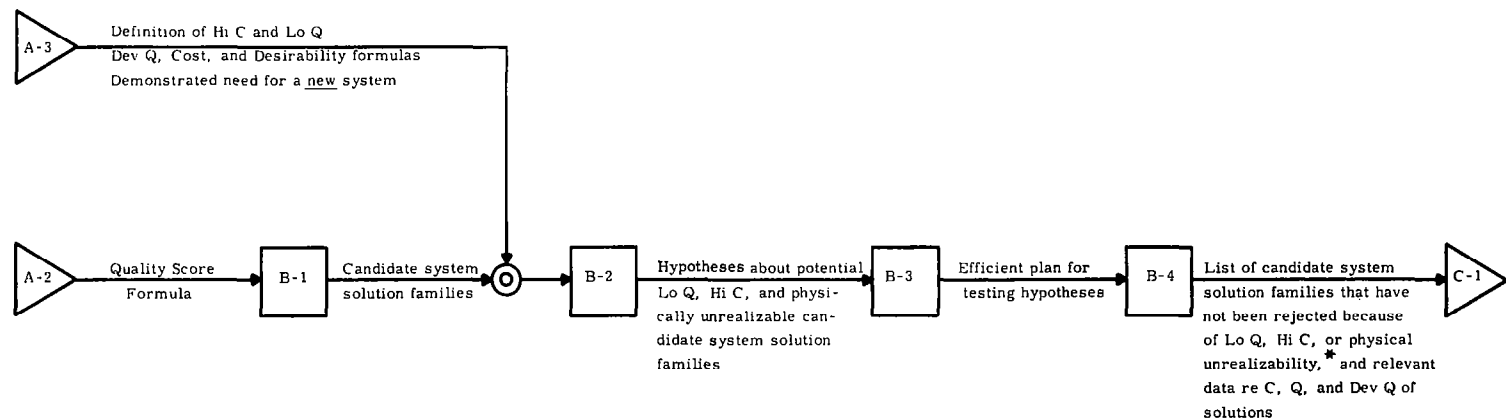 A-3
Definition of Hi C and Lo Q
Dev Q, Cost, and Desirability formulas
Demonstrated need for a new system
A-2
Quality Score
Formula
B-1
Candidate system
solution families
O
B-2
Hypotheses about potential
Lo Q, Hi C, and physi-
cally unrealizable can-
didate system solution
families
B-3
Efficient plan for
testing hypotheses
B-4
List of candidate system
solution families that have
not been rejected because
of Lo Q, Hi C, or physical
unrealizability,* and relevant
data re C, Q, and Dev Q of
solutions
C-1